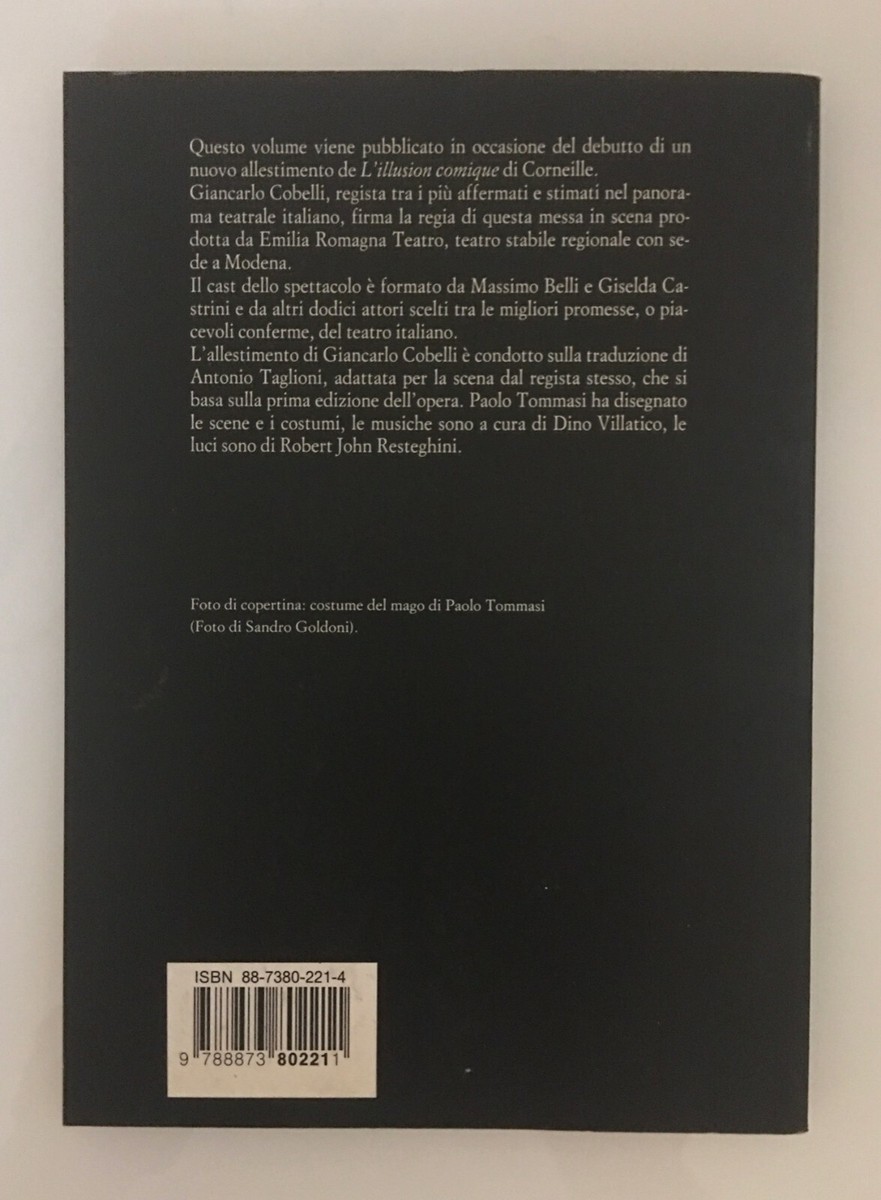 Questo volume viene pubblicato in occasione del debutto di un
nuovo allestimento de L'illusion comique di Corneille.
Giancarlo Cobelli, regista tra i più affermati e stimati nel panora-
ma teatrale italiano, firma la regia di questa messa in scena pro-
dotta da Emilia Romagna Teatro, teatro stabile regionale con se-
de a Modena.
Il cast dello spettacolo è formato da Massimo Belli e Giselda Ca-
strini e da altri dodici attori scelti tra le migliori promesse, o pia-
cevoli conferme, del teatro italiano.
L'allestimento di Giancarlo Cobelli è condotto sulla traduzione di
Antonio Taglioni, adattata per la scena dal regista stesso, che si
basa sulla prima edizione dell'opera. Paolo Tommasi ha disegnato
le scene e i costumi, le musiche sono a cura di Dino Villatico, le
luci sono di Robert John Resteghini.
Foto di copertina: costume del mago di Paolo Tommasi
(Foto di Sandro Goldoni).
ISBN 88-7380-221-4
9 788873 802211